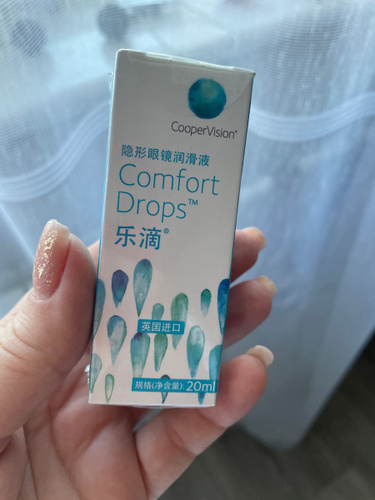 CooperVision®
隐形眼镜润滑液
Comfort
Drops™
乐滴®
英国进口
规格(净含量): 20ml